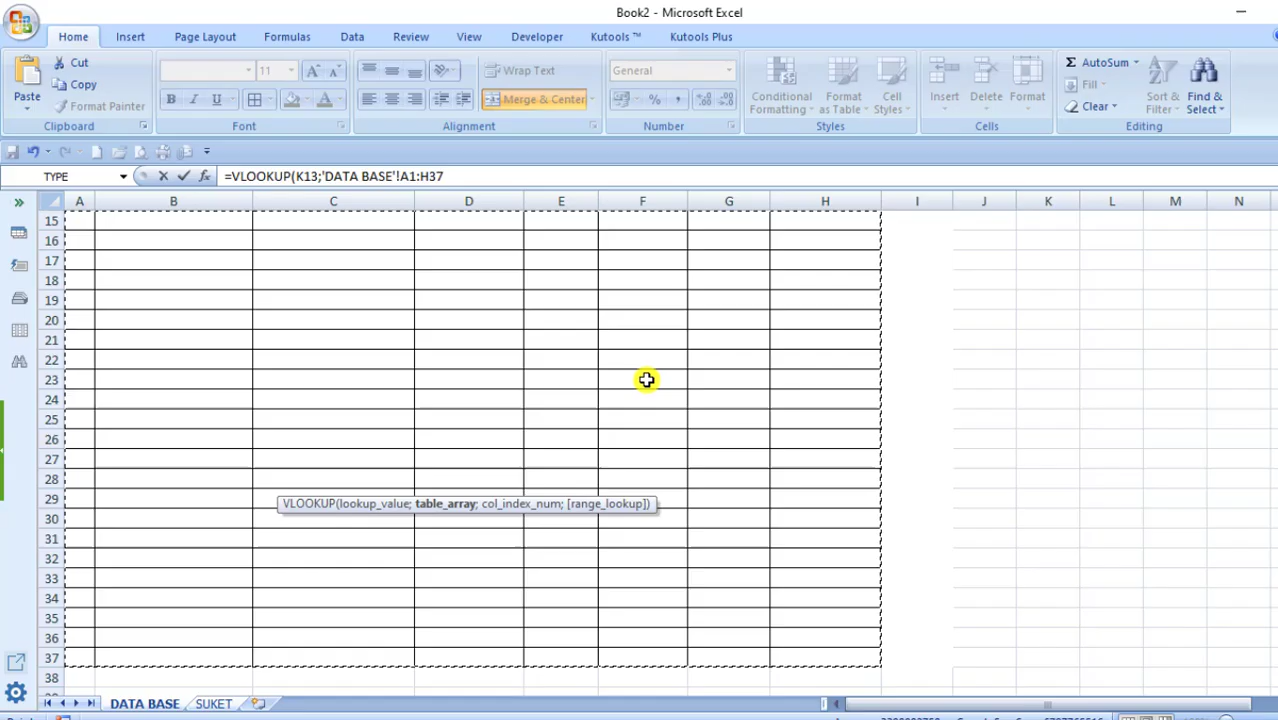 Book2 - Microsoft Excel
Home Insert Page Layout Formulas Data Review View Developer Kutools ™ Kutools Plus
Cut
Copy
Format Painter
Paste
Clipboard
11
B I U
Font
Wrap Text
Merge & Center
Alignment
General
%
Number
Conditional Formatting
Format as Table
Cell Styles
Styles
Insert Delete Format
Cells
AutoSum
Fill
Clear
Sort & Filter
Find & Select
Editing
TYPE
=VLOOKUP(K13;'DATA BASE'!A1:H37
A B C D E F G H I J K L M N
15
16
17
18
19
20
21
22
23
24
25
26
27
28
29
VLOOKUP(lookup_value; table_array; col_index_num; [range_lookup])
30
31
32
33
34
35
36
37
38
DATA BASE SUKET